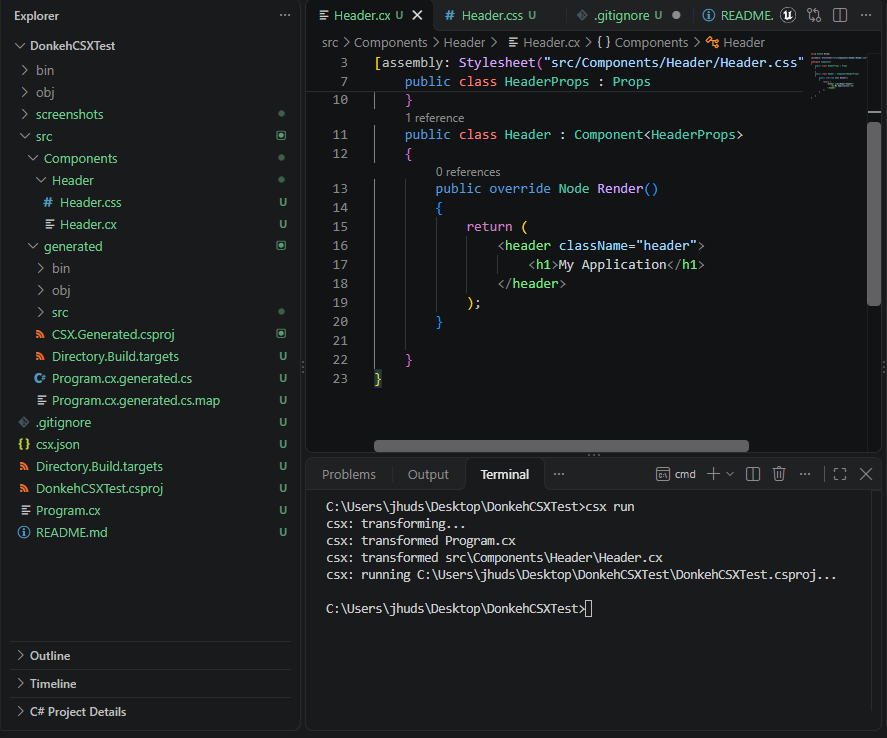 Explorer
DonkehCSXTest
bin
obj
screenshots
src
Components
Header
# Header.css U
Header.cx U
generated
bin
obj
src
CSX.Generated.csproj
Directory.Build.targets U
C# Program.cx.generated.cs U
Program.cx.generated.cs.map U
.gitignore U
{} csx.json U
Directory.Build.targets U
DonkehCSXTest.csproj U
Program.cx U
README.md U
Outline
Timeline
C# Project Details
Header.cx U
# Header.css U
.gitignore U
README.
src > Components > Header > Header.cx > {} Components > Header
3 [assembly: Stylesheet("src/Components/Header/Header.css"
7 public class HeaderProps : Props
10 }
1 reference
11 public class Header : Component<HeaderProps>
12 {
0 references
13 public override Node Render()
14 {
15 return (
16 <header className="header">
17 <h1>My Application</h1>
18 </header>
19 );
20 }
21
22 }
23 }
Problems Output Terminal
cmd
C:\Users\jhuds\Desktop\DonkehCSXTest>csx run
csx: transforming...
csx: transformed Program.cx
csx: transformed src\Components\Header\Header.cx
csx: running C:\Users\jhuds\Desktop\DonkehCSXTest\DonkehCSXTest.csproj...
C:\Users\jhuds\Desktop\DonkehCSXTest>